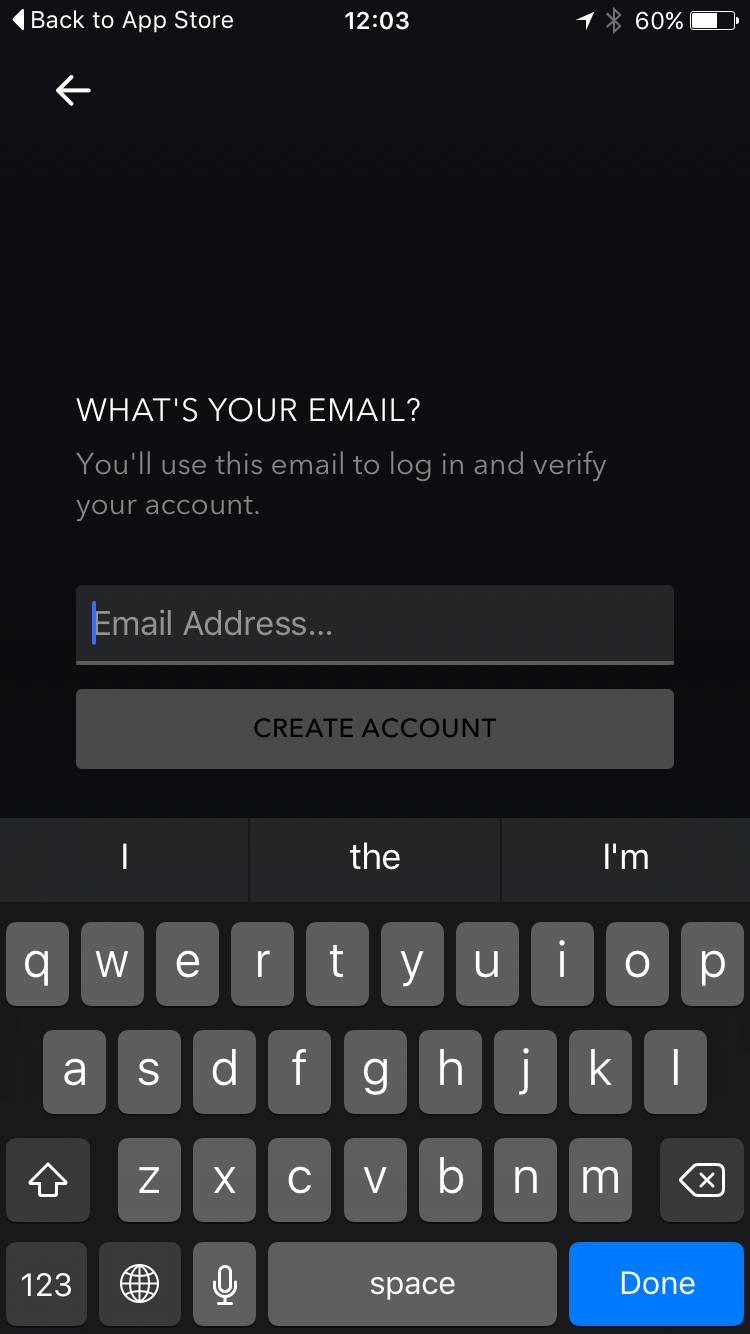 Back to App Store 12:03 60%
WHAT'S YOUR EMAIL?
You'll use this email to log in and verify
your account.
Email Address...
CREATE ACCOUNT
I the I'm
q w e r t y u i o p
a s d f g h j k l
z x c v b n m
123 space Done